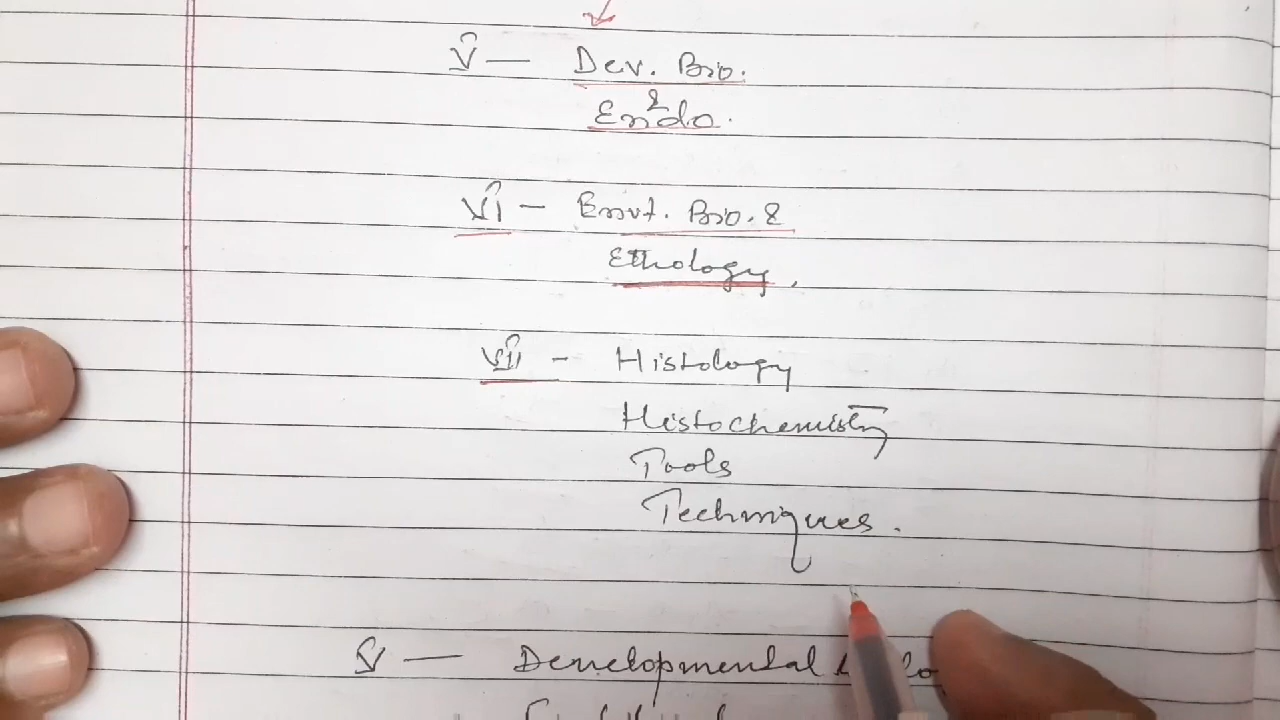 V — Dev. Bio.
&
Endo.
VI - Envt. Bio. &
Ethology.
VII - Histology
Histochemistry
Tools
Techniques.
V — Developmental